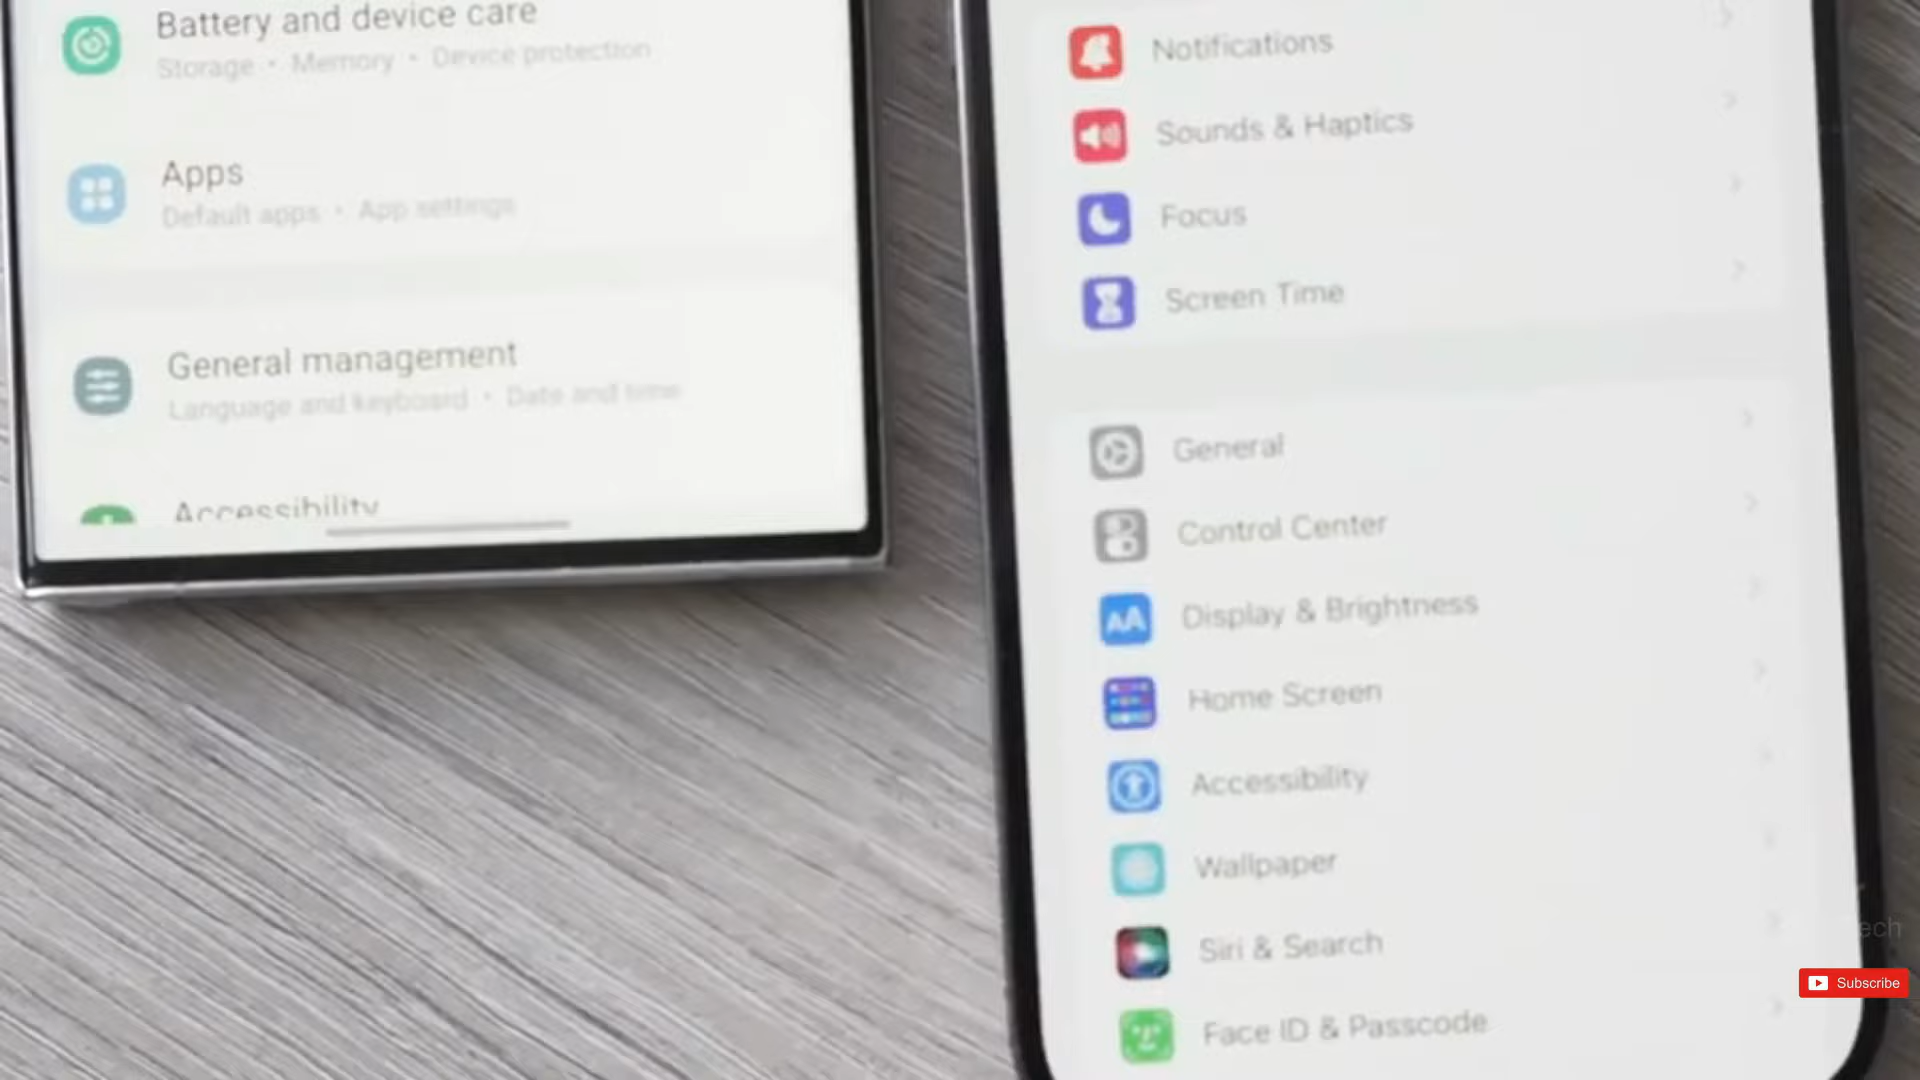 Battery and device care
Storage • Memory • Device protection
Apps
Default apps • App settings
General management
Language and keyboard • Date and time
Accessibility
Notifications
Sounds & Haptics
Focus
Screen Time
General
Control Center
AA
Display & Brightness
Home Screen
Accessibility
Wallpaper
Siri & Search
Face ID & Passcode
ech
Subscribe